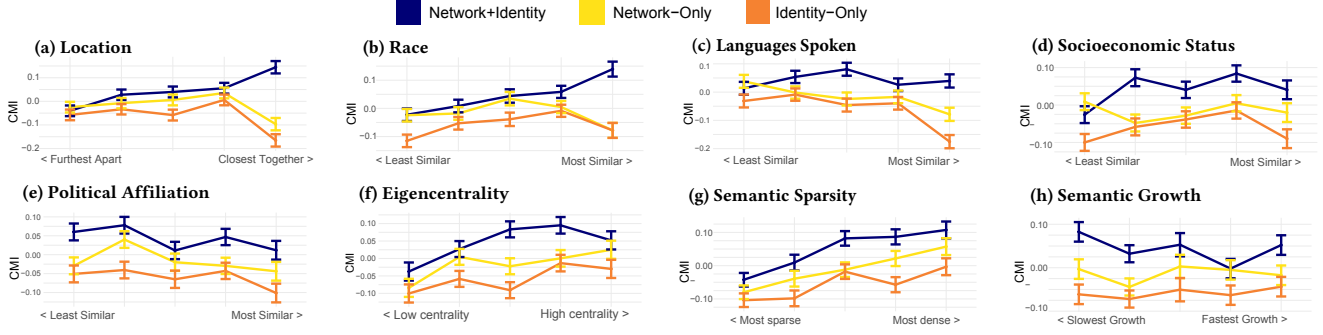 Network+Identity Network−Only Identity−Only
(a) Location
CMI
0.1
0.0
−0.1
−0.2
< Furthest Apart Closest Together >
(b) Race
CMI
0.1
0.0
−0.1
< Least Similar Most Similar >
(c) Languages Spoken
CMI
0.1
0.0
−0.1
−0.2
< Least Similar Most Similar >
(d) Socioeconomic Status
CMI
0.10
0.00
−0.10
< Least Similar Most Similar >
(e) Political Affiliation
CMI
0.10
0.05
0.00
−0.05
−0.10
< Least Similar Most Similar >
(f) Eigencentrality
CMI
0.10
0.05
0.00
−0.05
−0.10
< Low centrality High centrality >
(g) Semantic Sparsity
CMI
0.10
0.00
−0.10
< Most sparse Most dense >
(h) Semantic Growth
CMI
0.10
0.00
−0.10
< Slowest Growth Fastest Growth >